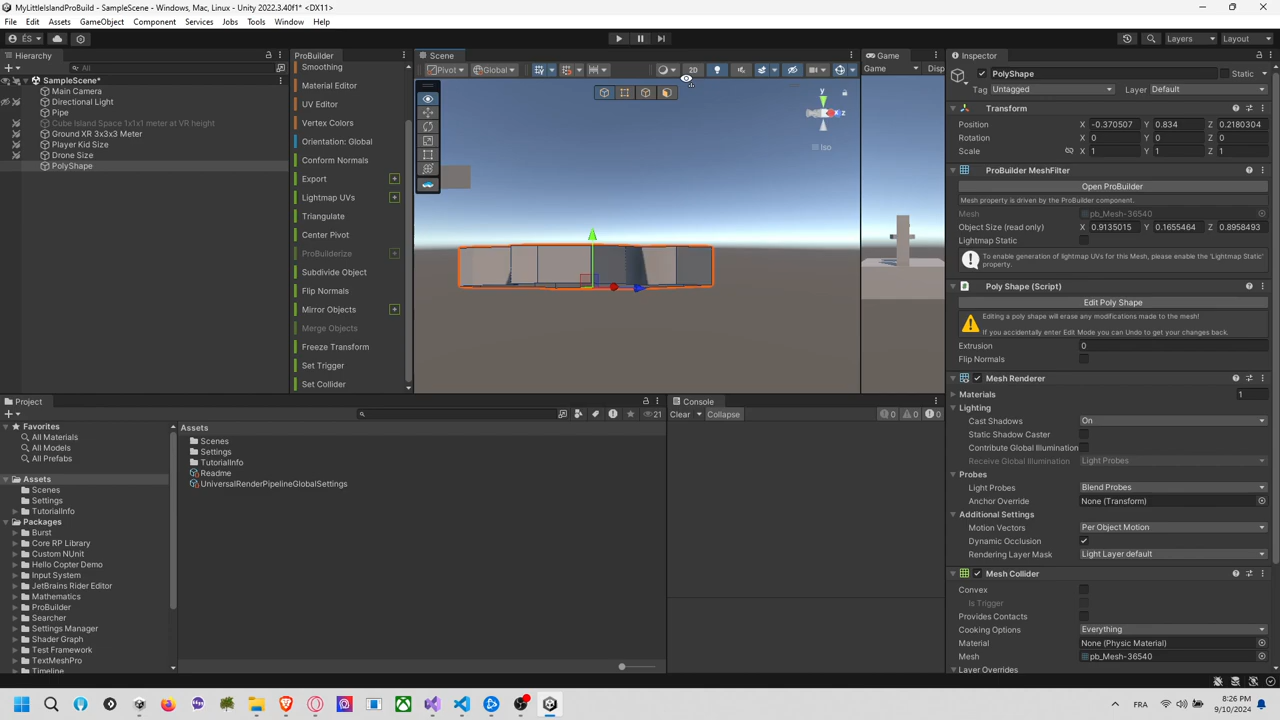 MyLittleIslandProBuild - SampleScene - Windows, Mac, Linux - Unity 2022.3.40f1* <DX11>
File Edit Assets GameObject Component Services Jobs Tools Window Help
ÉS Layers Layout
Hierarchy
All
SampleScene*
Main Camera
Directional Light
Pipe
Cube Island Space 1x1x1 meter at VR height
Ground XR 3x3x3 Meter
Player Kid Size
Drone Size
PolyShape
ProBuilder
Smoothing
Material Editor
UV Editor
Vertex Colors
Orientation: Global
Conform Normals
Export
Lightmap UVs
Triangulate
Center Pivot
ProBuilderize
Subdivide Object
Flip Normals
Mirror Objects
Merge Objects
Freeze Transform
Set Trigger
Set Collider
Scene
Pivot Global 2D
y
z
Iso
Game
Game Disp
Inspector
PolyShape Static
Tag Untagged Layer Default
Transform
Position X -0.370507 Y 0.834 Z 0.2180304
Rotation X 0 Y 0 Z 0
Scale X 1 Y 1 Z 1
ProBuilder MeshFilter
Open ProBuilder
Mesh property is driven by the ProBuilder component.
Mesh pb_Mesh-36540
Object Size (read only) X 0.9135015 Y 0.1655464 Z 0.8958493
Lightmap Static
To enable generation of lightmap UVs for this Mesh, please enable the 'Lightmap Static'
property.
Poly Shape (Script)
Edit Poly Shape
Editing a poly shape will erase any modifications made to the mesh!
If you accidentally enter Edit Mode you can Undo to get your changes back.
Extrusion 0
Flip Normals
Mesh Renderer
Materials 1
Lighting
Cast Shadows On
Static Shadow Caster
Contribute Global Illumination
Receive Global Illumination Light Probes
Probes
Light Probes Blend Probes
Anchor Override None (Transform)
Additional Settings
Motion Vectors Per Object Motion
Dynamic Occlusion
Rendering Layer Mask Light Layer default
Mesh Collider
Convex
Is Trigger
Provides Contacts
Cooking Options Everything
Material None (Physic Material)
Mesh pb_Mesh-36540
Layer Overrides
Project
21
Favorites
All Materials
All Models
All Prefabs
Assets
Scenes
Settings
TutorialInfo
Packages
Burst
Core RP Library
Custom NUnit
Hello Copter Demo
Input System
JetBrains Rider Editor
Mathematics
ProBuilder
Searcher
Settings Manager
Shader Graph
Test Framework
TextMeshPro
Timeline
Assets
Scenes
Settings
TutorialInfo
Readme
UniversalRenderPipelineGlobalSettings
Console
Clear Collapse 0 0 0
FRA
8:26 PM
9/10/2024